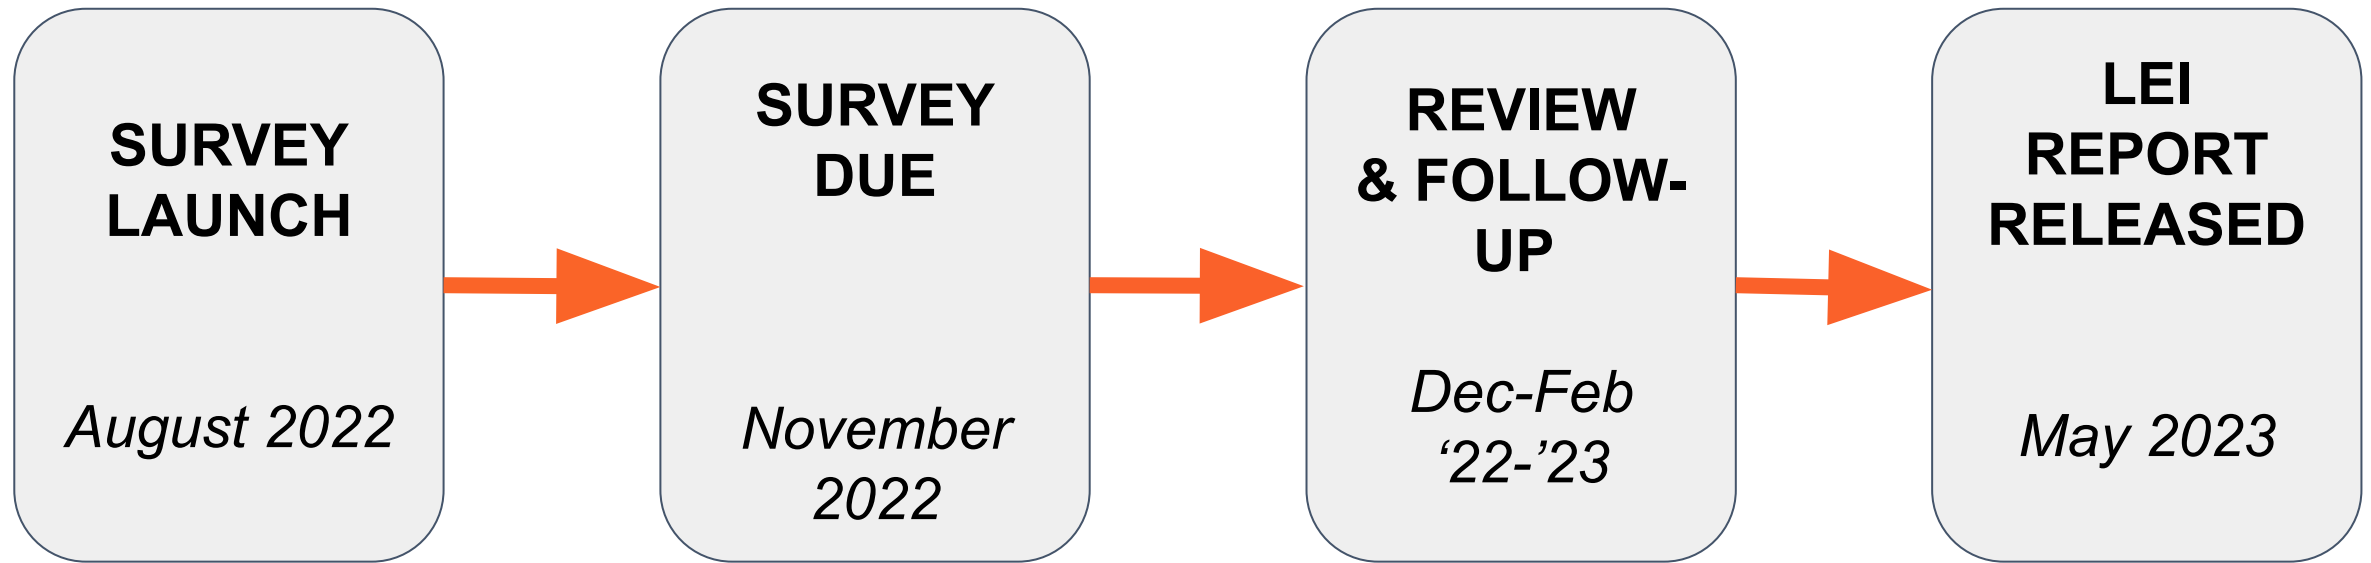 SURVEY
LAUNCH
August 2022
SURVEY
DUE
November
2022
REVIEW
& FOLLOW-
UP
Dec-Feb
‘22-’23
LEI
REPORT
RELEASED
May 2023